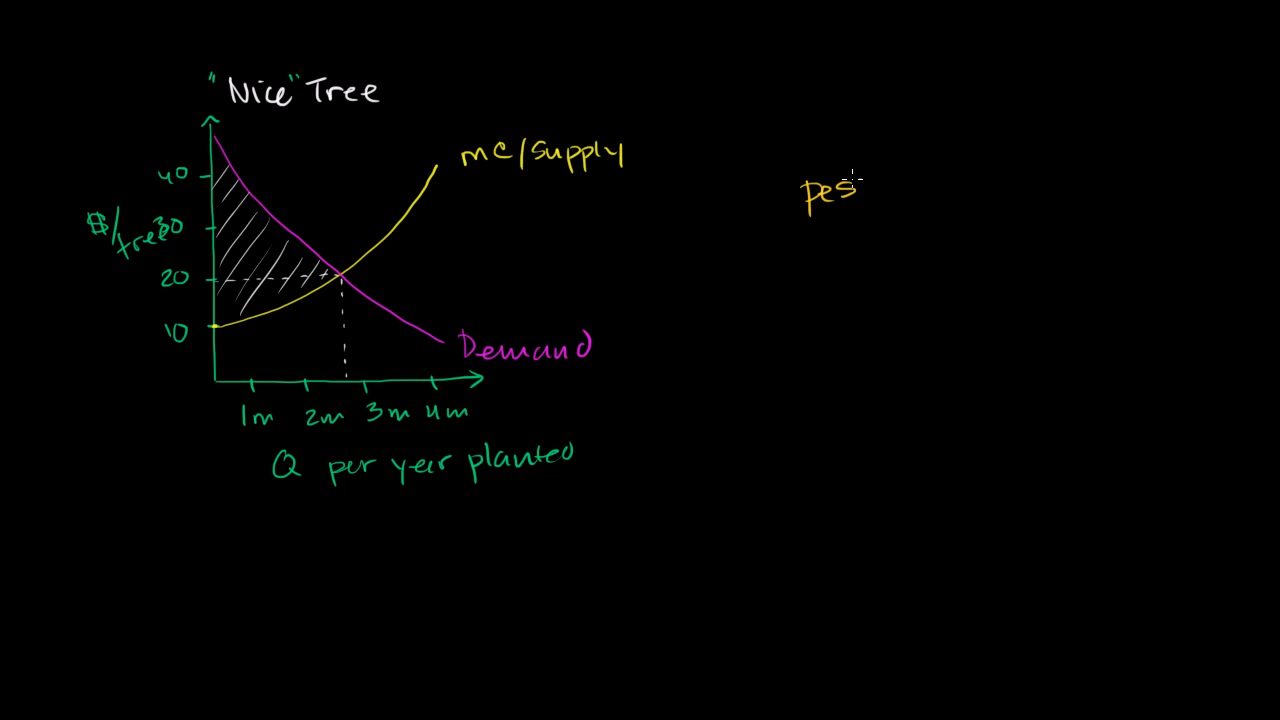 "Nice" Tree
MC/Supply
40
pes
$/tree
30
20
10
Demand
1m 2m 3m 4m
Q per year planted